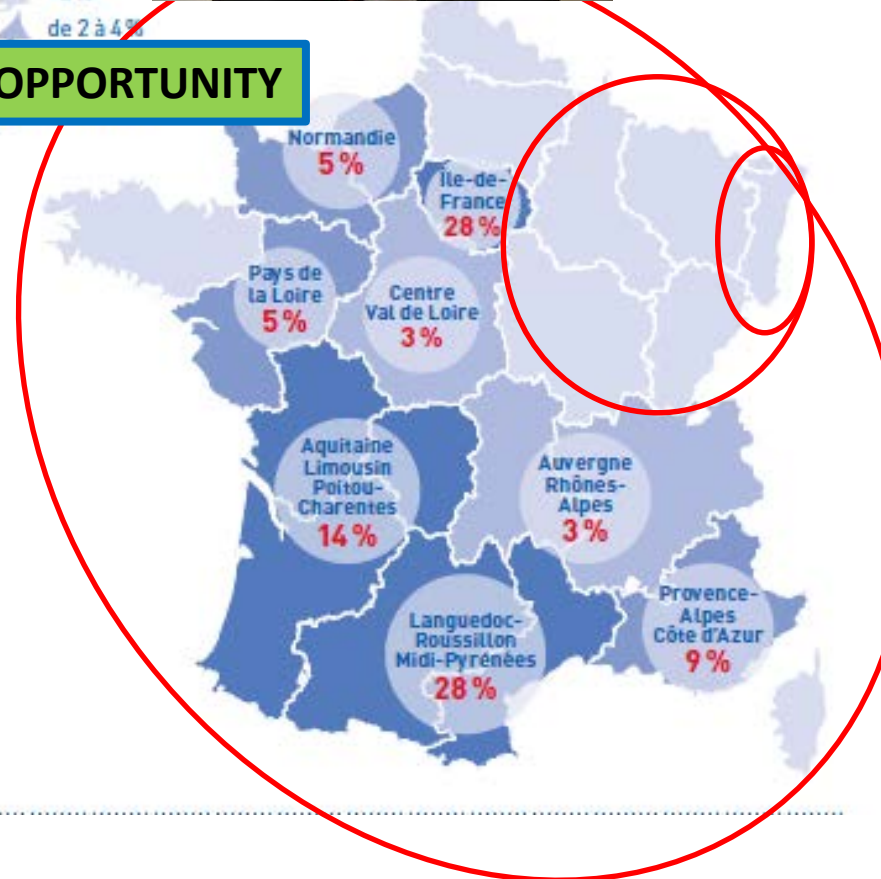 de 2 à 4%
OPPORTUNITY
Normandie
5 %
Île-de-
France
28 %
Pays de
la Loire
5 %
Centre
Val de Loire
3 %
Aquitaine
Limousin
Poitou-
Charentes
14 %
Auvergne
Rhônes-
Alpes
3 %
Languedoc-
Roussillon
Midi-Pyrénées
28 %
Provence-
Alpes
Côte d'Azur
9 %